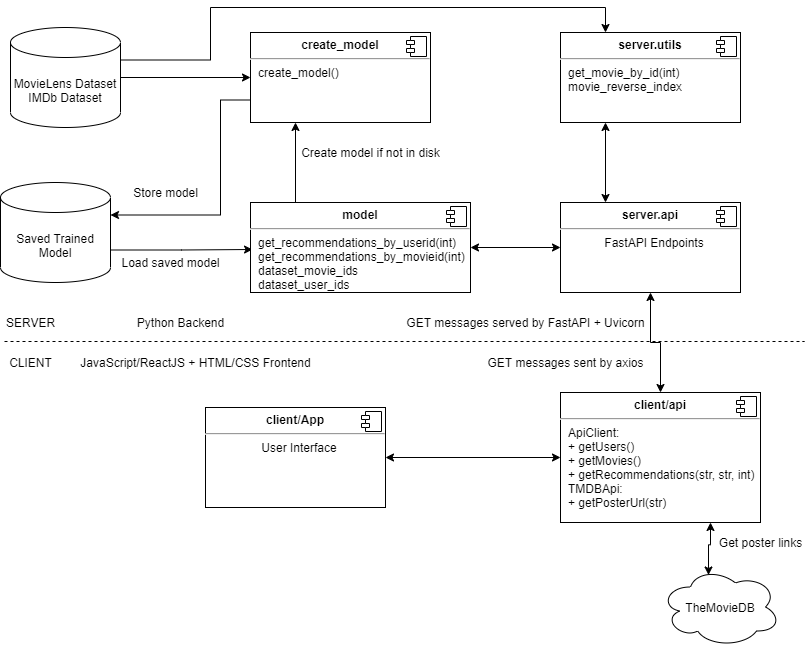 create_model
create_model()
server.utils
get_movie_by_id(int)
movie_reverse_index
MovieLens Dataset
IMDb Dataset
Create model if not in disk
Store model
Saved Trained
Model
Load saved model
model
get_recommendations_by_userid(int)
get_recommendations_by_movieid(int)
dataset_movie_ids
dataset_user_ids
server.api
FastAPI Endpoints
SERVER
Python Backend
GET messages served by FastAPI + Uvicorn
CLIENT
JavaScript/ReactJS + HTML/CSS Frontend
GET messages sent by axios
client/App
User Interface
client/api
ApiClient:
+ getUsers()
+ getMovies()
+ getRecommendations(str, str, int)
TMDBApi:
+ getPosterUrl(str)
Get poster links
TheMovieDB